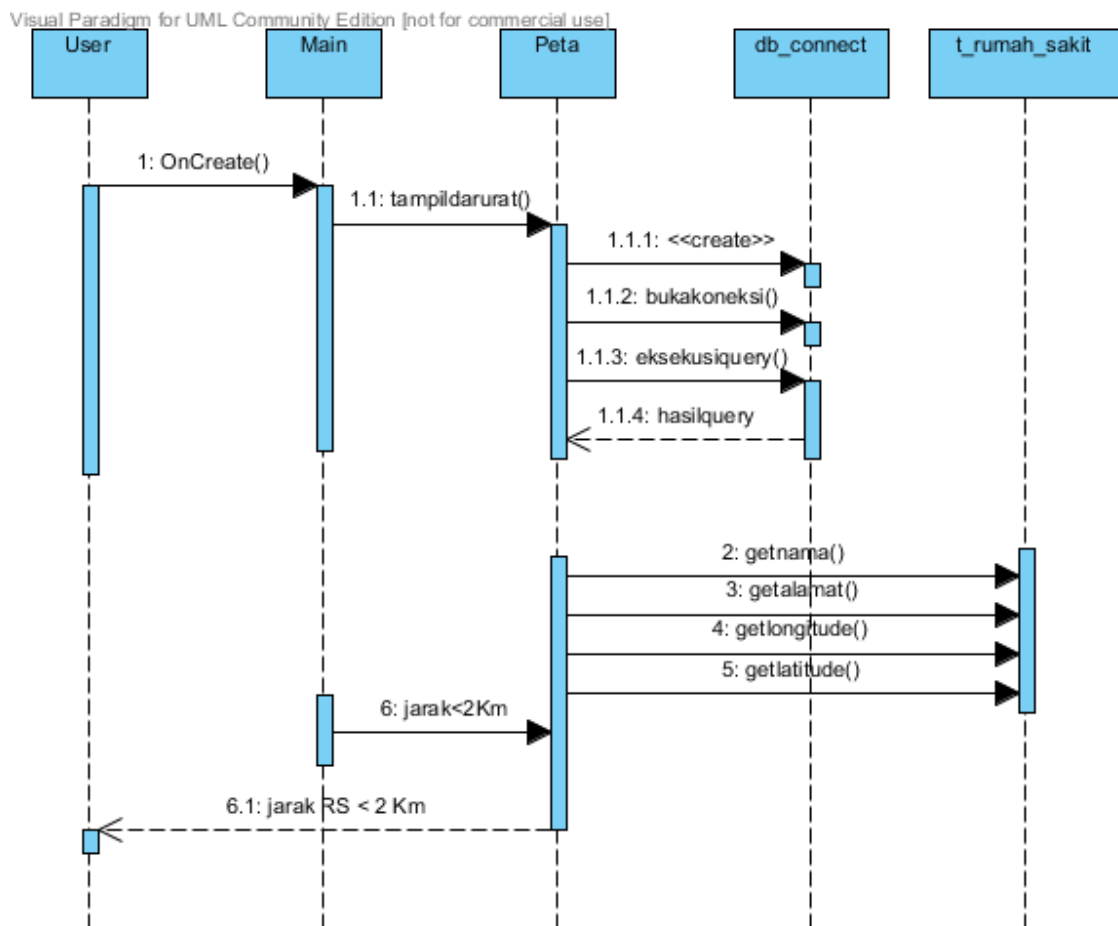 Visual Paradigm for UML Community Edition [not for commercial use]
User
Main
Peta
db_connect
t_rumah_sakit
1: OnCreate()
1.1: tampildarurat()
1.1.1: <<create>>
1.1.2: bukakoneksi()
1.1.3: eksekusiquery()
1.1.4: hasilquery
2: getnama()
3: getalamat()
4: getlongitude()
5: getlatitude()
6: jarak<2Km
6.1: jarak RS < 2 Km